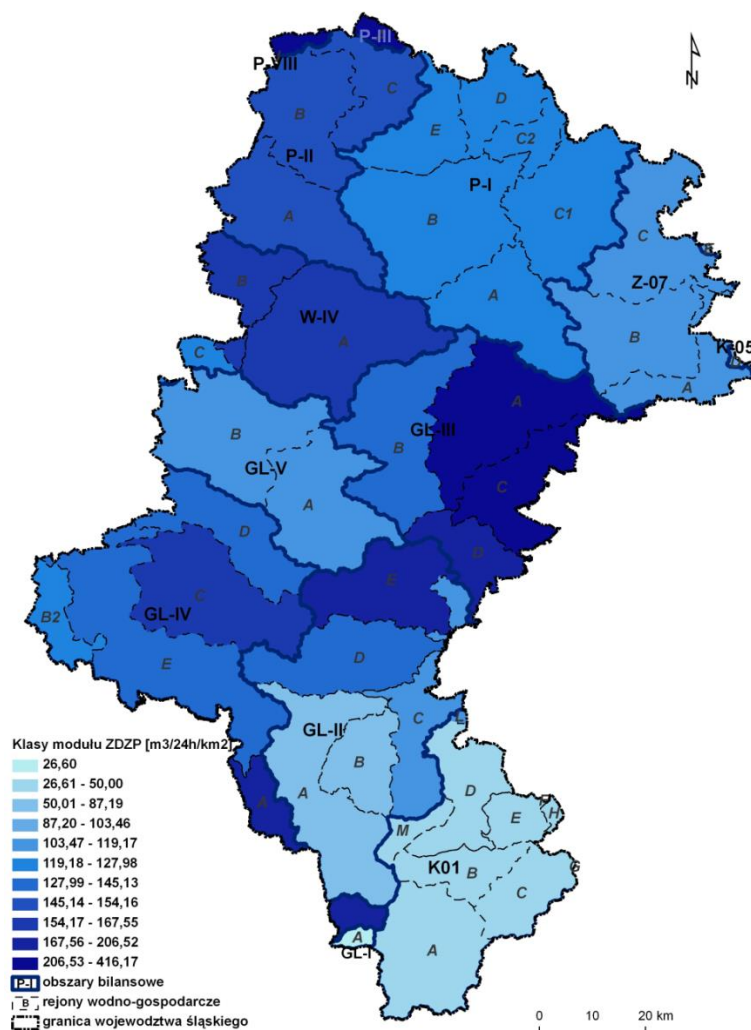 P-III
P-VIII
N
C
B
D
E
C2
P-II
P-I
B
C1
A
C
B
Z-07
W-IV
A
A
B
K-05
C
A
A
B
GL-III
B
GL-V
C
A
D
D
E
C
B2
GL-IV
E
D
C
GL-II
L
B
A
A
D
E
H
M
K01
B
C
G
A
A
GL-I
Klasy modułu ZDZP [m3/24h/km2]
26,60
26,61 - 50,00
50,01 - 87,19
87,20 - 103,46
103,47 - 119,17
119,18 - 127,98
127,99 - 145,13
145,14 - 154,16
154,17 - 167,55
167,56 - 206,52
206,53 - 416,17
P-I obszary bilansowe
B rejony wodno-gospodarcze
granica wojewodztwa śląskiego
0 10 20 km